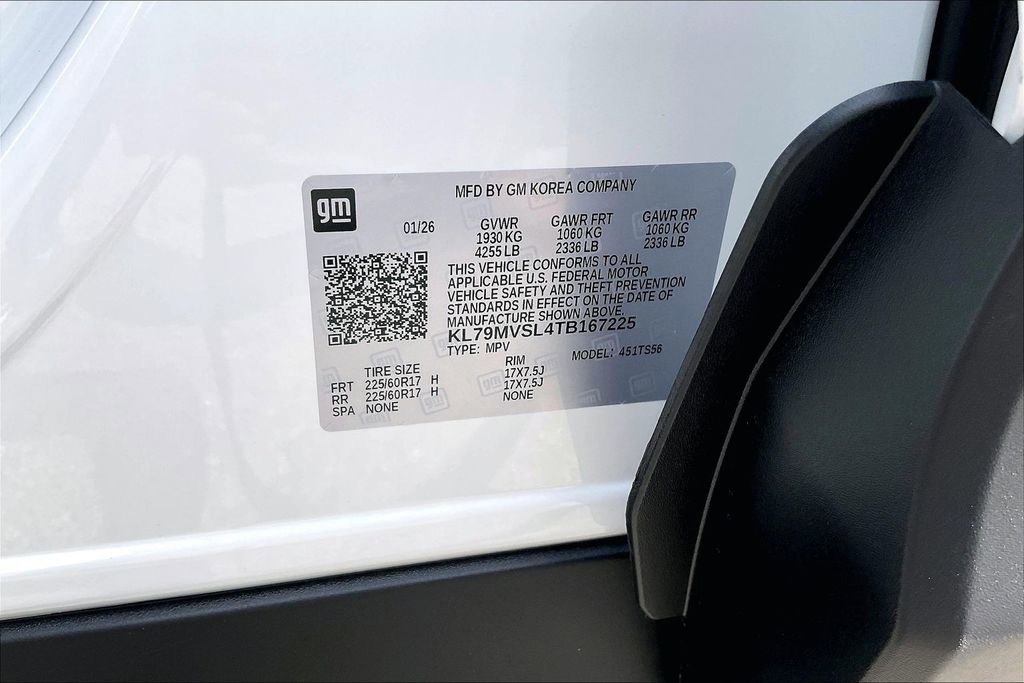 gm
MFD BY GM KOREA COMPANY
01/26 GVWR GAWR FRT GAWR RR
1930 KG 1060 KG 1060 KG
4255 LB 2336 LB 2336 LB
THIS VEHICLE CONFORMS TO ALL
APPLICABLE U.S. FEDERAL MOTOR
VEHICLE SAFETY AND THEFT PREVENTION
STANDARDS IN EFFECT ON THE DATE OF
MANUFACTURE SHOWN ABOVE.
KL79MVSL4TB167225
TYPE: MPV MODEL: 451TS56
TIRE SIZE RIM
FRT 225/60R17 H 17X7.5J
RR 225/60R17 H 17X7.5J
SPA NONE NONE